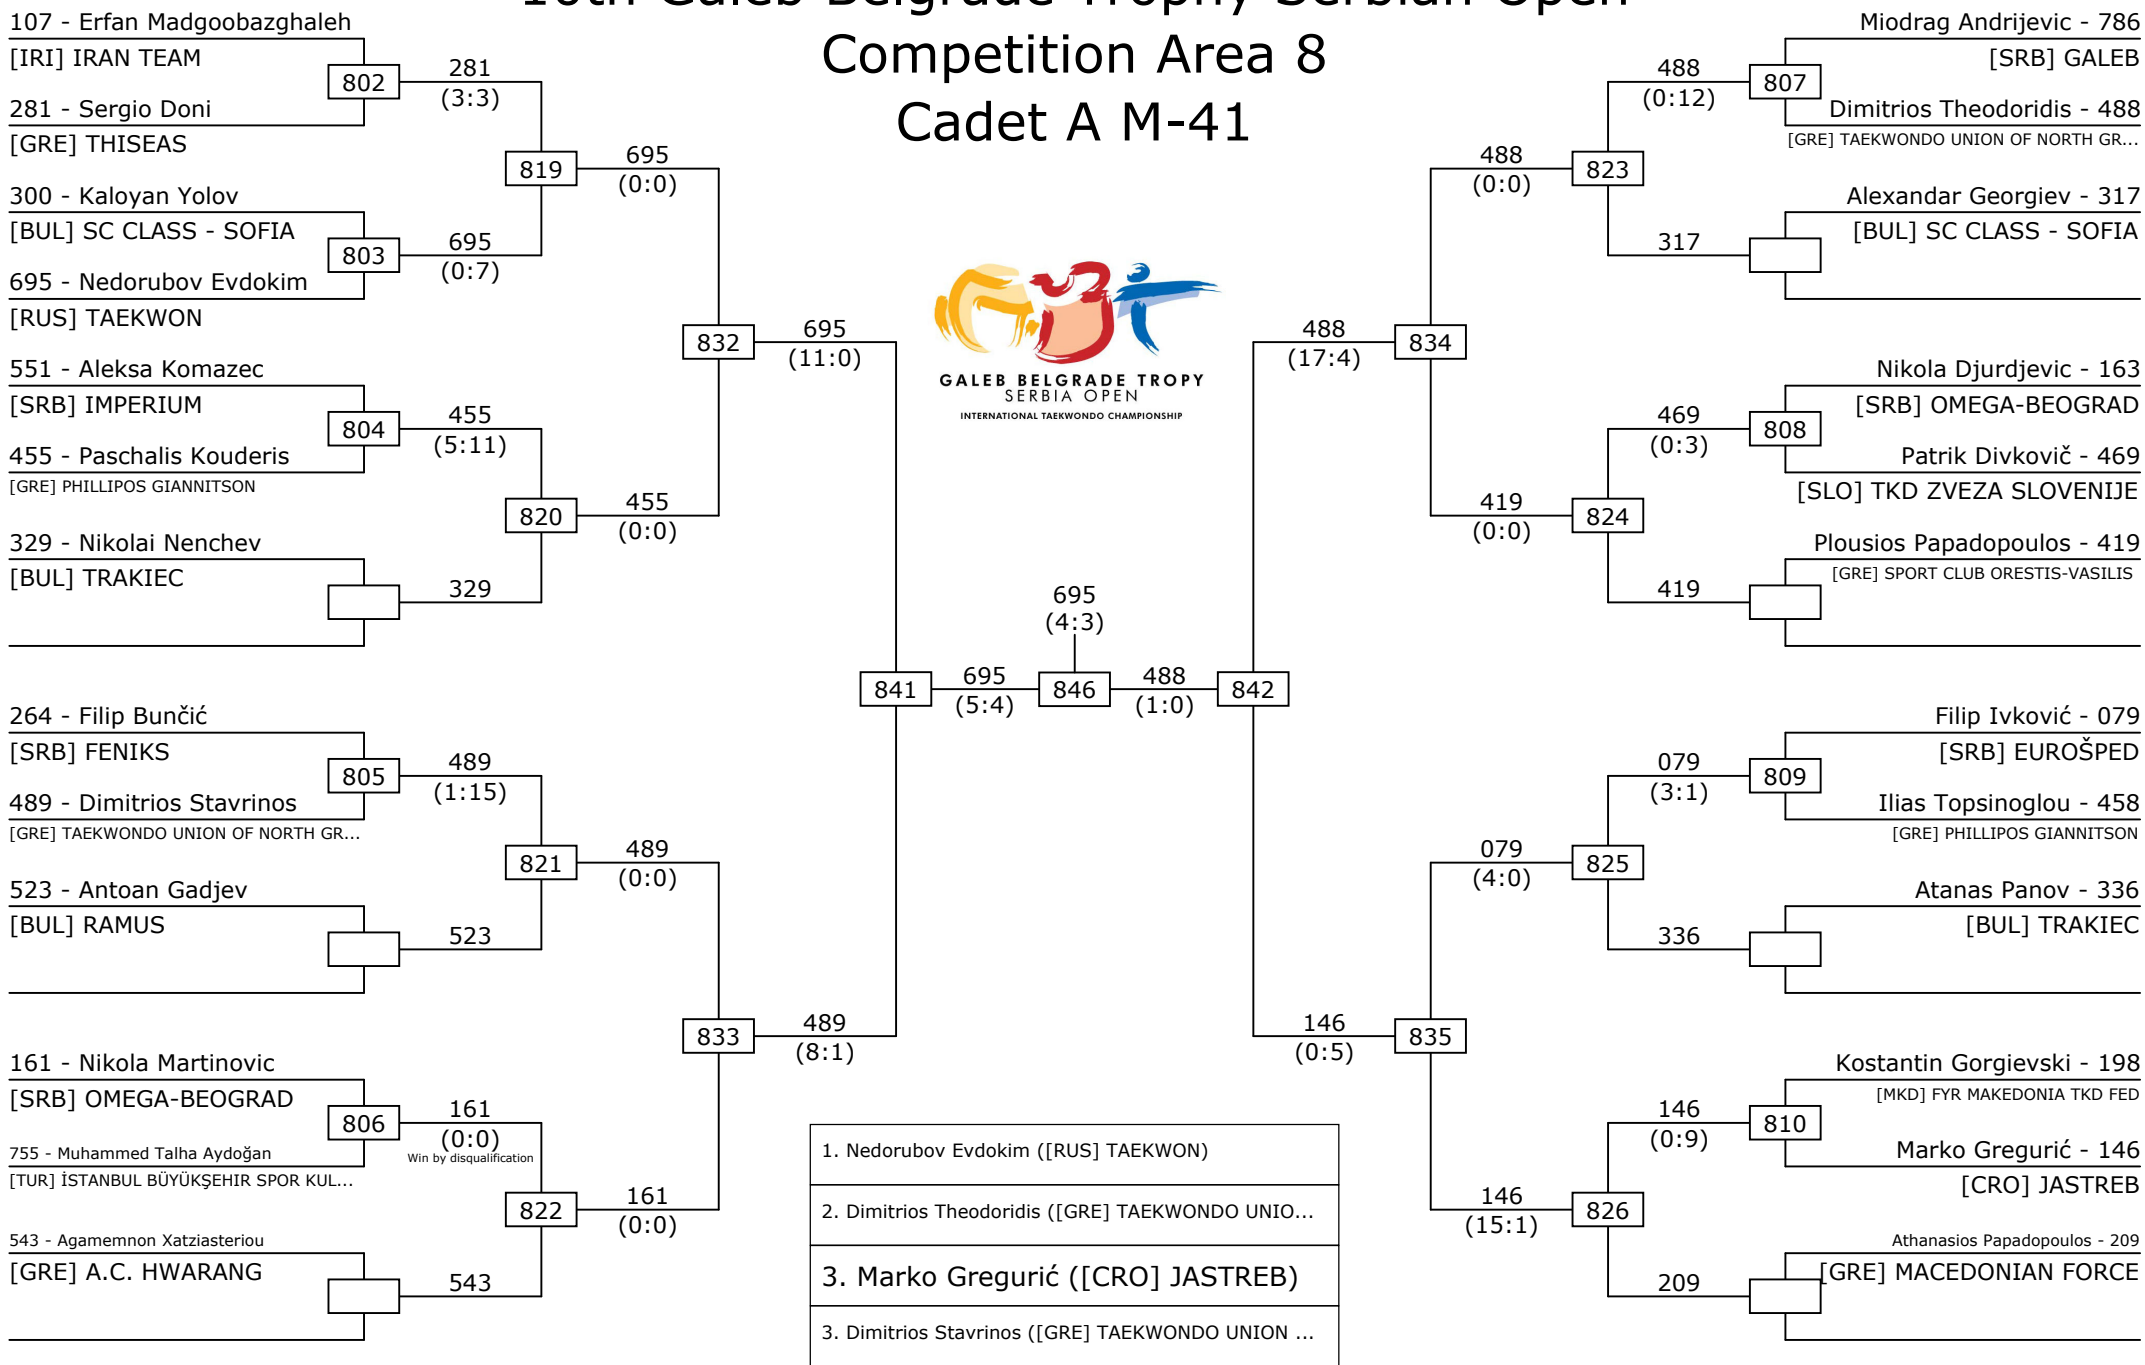 10th Galeb Belgrade Trophy Serbian Open
Competition Area 8
Cadet A M-41
107 - Erfan Madgoobazghaleh
[IRI] IRAN TEAM
802
281
(3:3)
281 - Sergio Doni
[GRE] THISEAS
819
695
(0:0)
300 - Kaloyan Yolov
[BUL] SC CLASS - SOFIA
803
695
(0:7)
695 - Nedorubov Evdokim
[RUS] TAEKWON
832
695
(11:0)
551 - Aleksa Komazec
[SRB] IMPERIUM
804
455
(5:11)
455 - Paschalis Kouderis
[GRE] PHILLIPOS GIANNITSON
820
455
(0:0)
329 - Nikolai Nenchev
[BUL] TRAKIEC
329
264 - Filip Bunčić
[SRB] FENIKS
805
489
(1:15)
489 - Dimitrios Stavrinos
[GRE] TAEKWONDO UNION OF NORTH GR...
821
489
(0:0)
523 - Antoan Gadjev
[BUL] RAMUS
523
833
489
(8:1)
161 - Nikola Martinovic
[SRB] OMEGA-BEOGRAD
806
161
(0:0)
Win by disqualification
755 - Muhammed Talha Aydoğan
[TUR] İSTANBUL BÜYÜKŞEHIR SPOR KUL...
822
161
(0:0)
543 - Agamemnon Xatziasteriou
[GRE] A.C. HWARANG
543
GALEB BELGRADE TROPY
SERBIA OPEN
INTERNATIONAL TAEKWONDO CHAMPIONSHIP
841
695
(5:4)
695
(4:3)
846
488
(1:0)
842
Miodrag Andrijevic - 786
[SRB] GALEB
488
(0:12)
807
Dimitrios Theodoridis - 488
[GRE] TAEKWONDO UNION OF NORTH GR...
488
(0:0)
823
Alexandar Georgiev - 317
[BUL] SC CLASS - SOFIA
317
488
(17:4)
834
Nikola Djurdjevic - 163
[SRB] OMEGA-BEOGRAD
469
(0:3)
808
Patrik Divkovič - 469
[SLO] TKD ZVEZA SLOVENIJE
419
(0:0)
824
Plousios Papadopoulos - 419
[GRE] SPORT CLUB ORESTIS-VASILIS
419
Filip Ivković - 079
[SRB] EUROŠPED
079
(3:1)
809
Ilias Topsinoglou - 458
[GRE] PHILLIPOS GIANNITSON
079
(4:0)
825
Atanas Panov - 336
[BUL] TRAKIEC
336
146
(0:5)
835
Kostantin Gorgievski - 198
[MKD] FYR MAKEDONIA TKD FED
146
(0:9)
810
Marko Gregurić - 146
[CRO] JASTREB
146
(15:1)
826
Athanasios Papadopoulos - 209
[GRE] MACEDONIAN FORCE
209
1. Nedorubov Evdokim ([RUS] TAEKWON)
2. Dimitrios Theodoridis ([GRE] TAEKWONDO UNIO...
3. Marko Gregurić ([CRO] JASTREB)
3. Dimitrios Stavrinos ([GRE] TAEKWONDO UNION ...